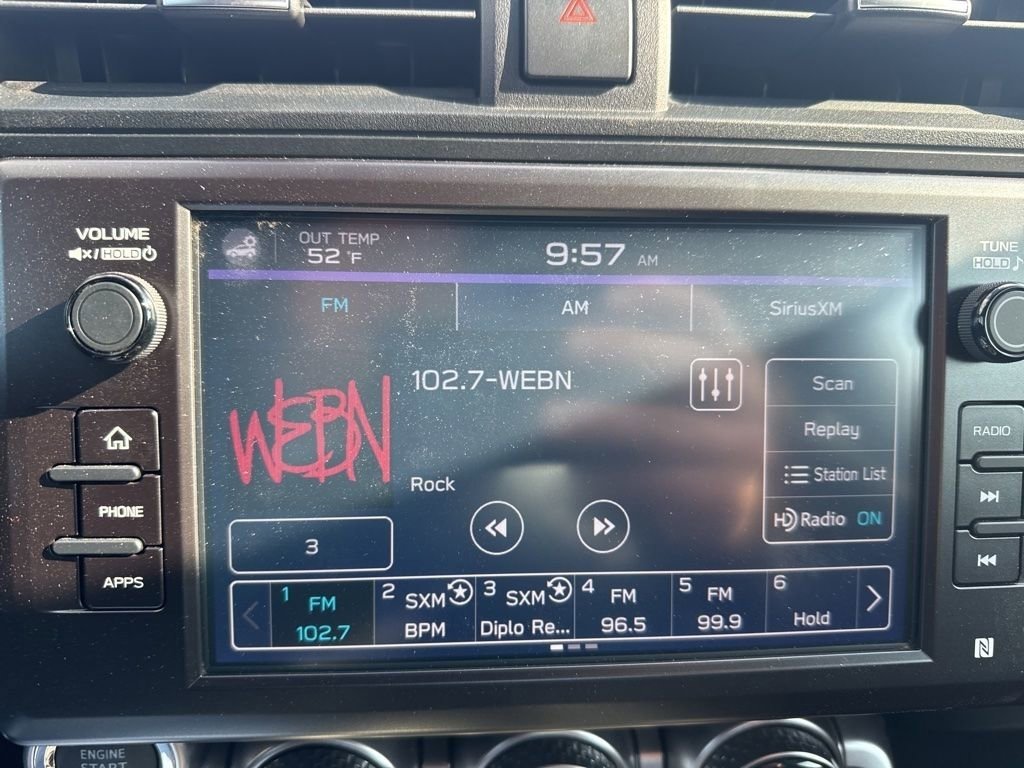 VOLUME
x/HOLD
OUT TEMP
52 °F
9:57 AM
TUNE
HOLD
FM
AM
SiriusXM
102.7-WEBN
WEBN
Rock
Scan
Replay
Station List
HD Radio ON
RADIO
PHONE
APPS
3
1 FM
102.7
2 SXM
BPM
3 SXM
Diplo Re...
4 FM
96.5
5 FM
99.9
6
Hold
N
ENGINE
START